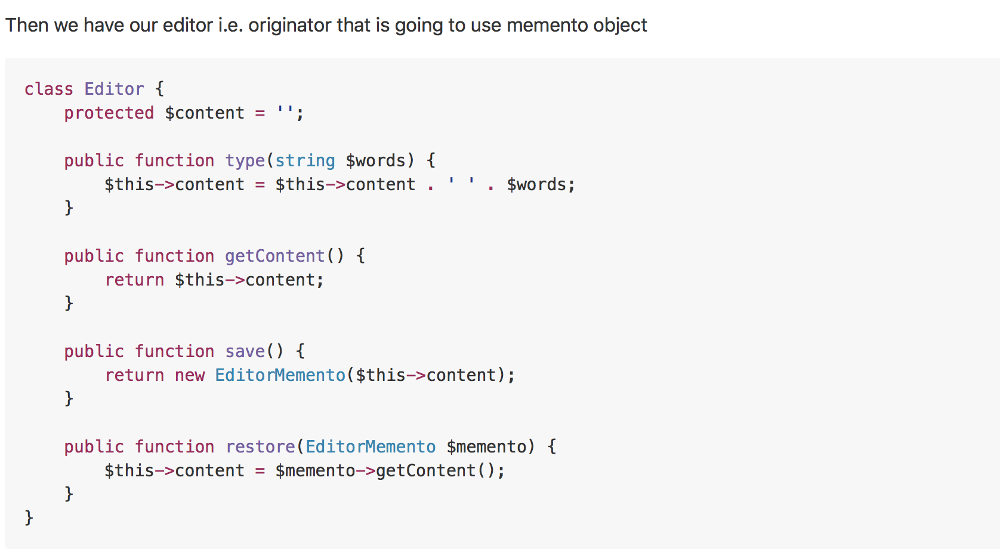 Then we have our editor i.e. originator that is going to use memento object
class Editor {
    protected $content = '';
    public function type(string $words) {
        $this->content = $this->content . ' ' . $words;
    }
    public function getContent() {
        return $this->content;
    }
    public function save() {
        return new EditorMemento($this->content);
    }
    public function restore(EditorMemento $memento) {
        $this->content = $memento->getContent();
    }
}